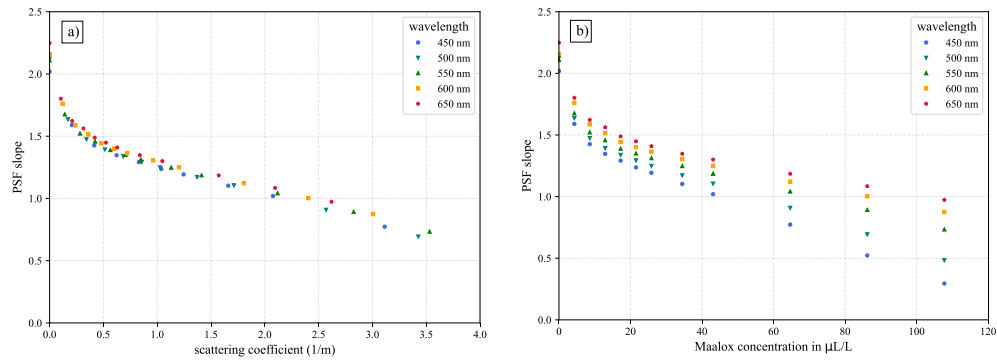 2.5
2.0
1.5
1.0
0.5
0.0
PSF slope
a)
wavelength
450 nm
500 nm
550 nm
600 nm
650 nm
0.0 0.5 1.0 1.5 2.0 2.5 3.0 3.5 4.0
scattering coefficient (1/m)
2.5
2.0
1.5
1.0
0.5
0.0
PSF slope
b)
wavelength
450 nm
500 nm
550 nm
600 nm
650 nm
0 20 40 60 80 100 120
Maalox concentration in μL/L